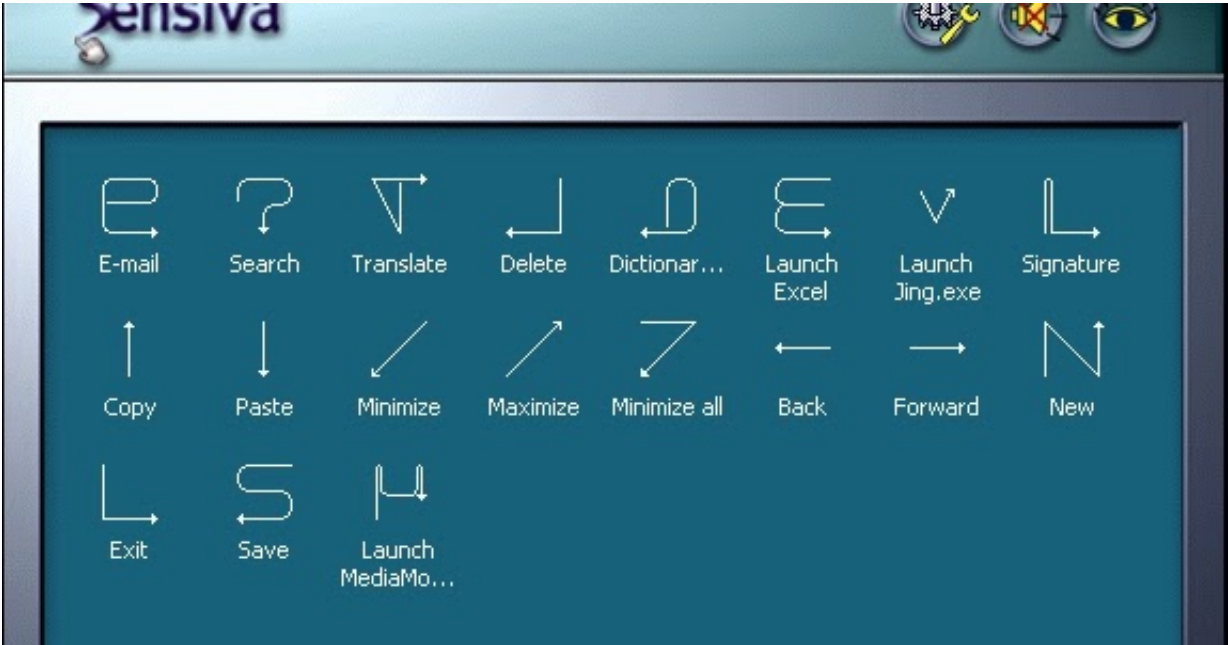 Sensiva
E-mail
Search
Translate
Delete
Dictionar...
Launch
Excel
Launch
Jing.exe
Signature
Copy
Paste
Minimize
Maximize
Minimize all
Back
Forward
New
Exit
Save
Launch
MediaMo...